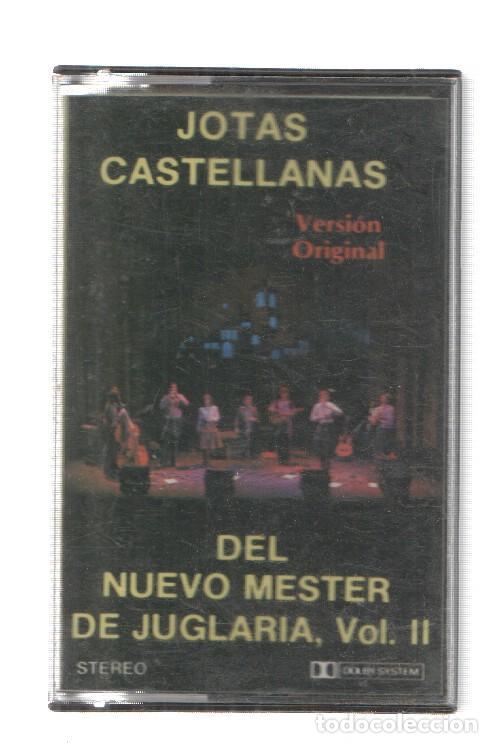 JOTAS
CASTELLANAS
Versión
Original
DEL
NUEVO MESTER
DE JUGLARIA, Vol. II
STEREO
DOLBY SYSTEM
todocoleccion